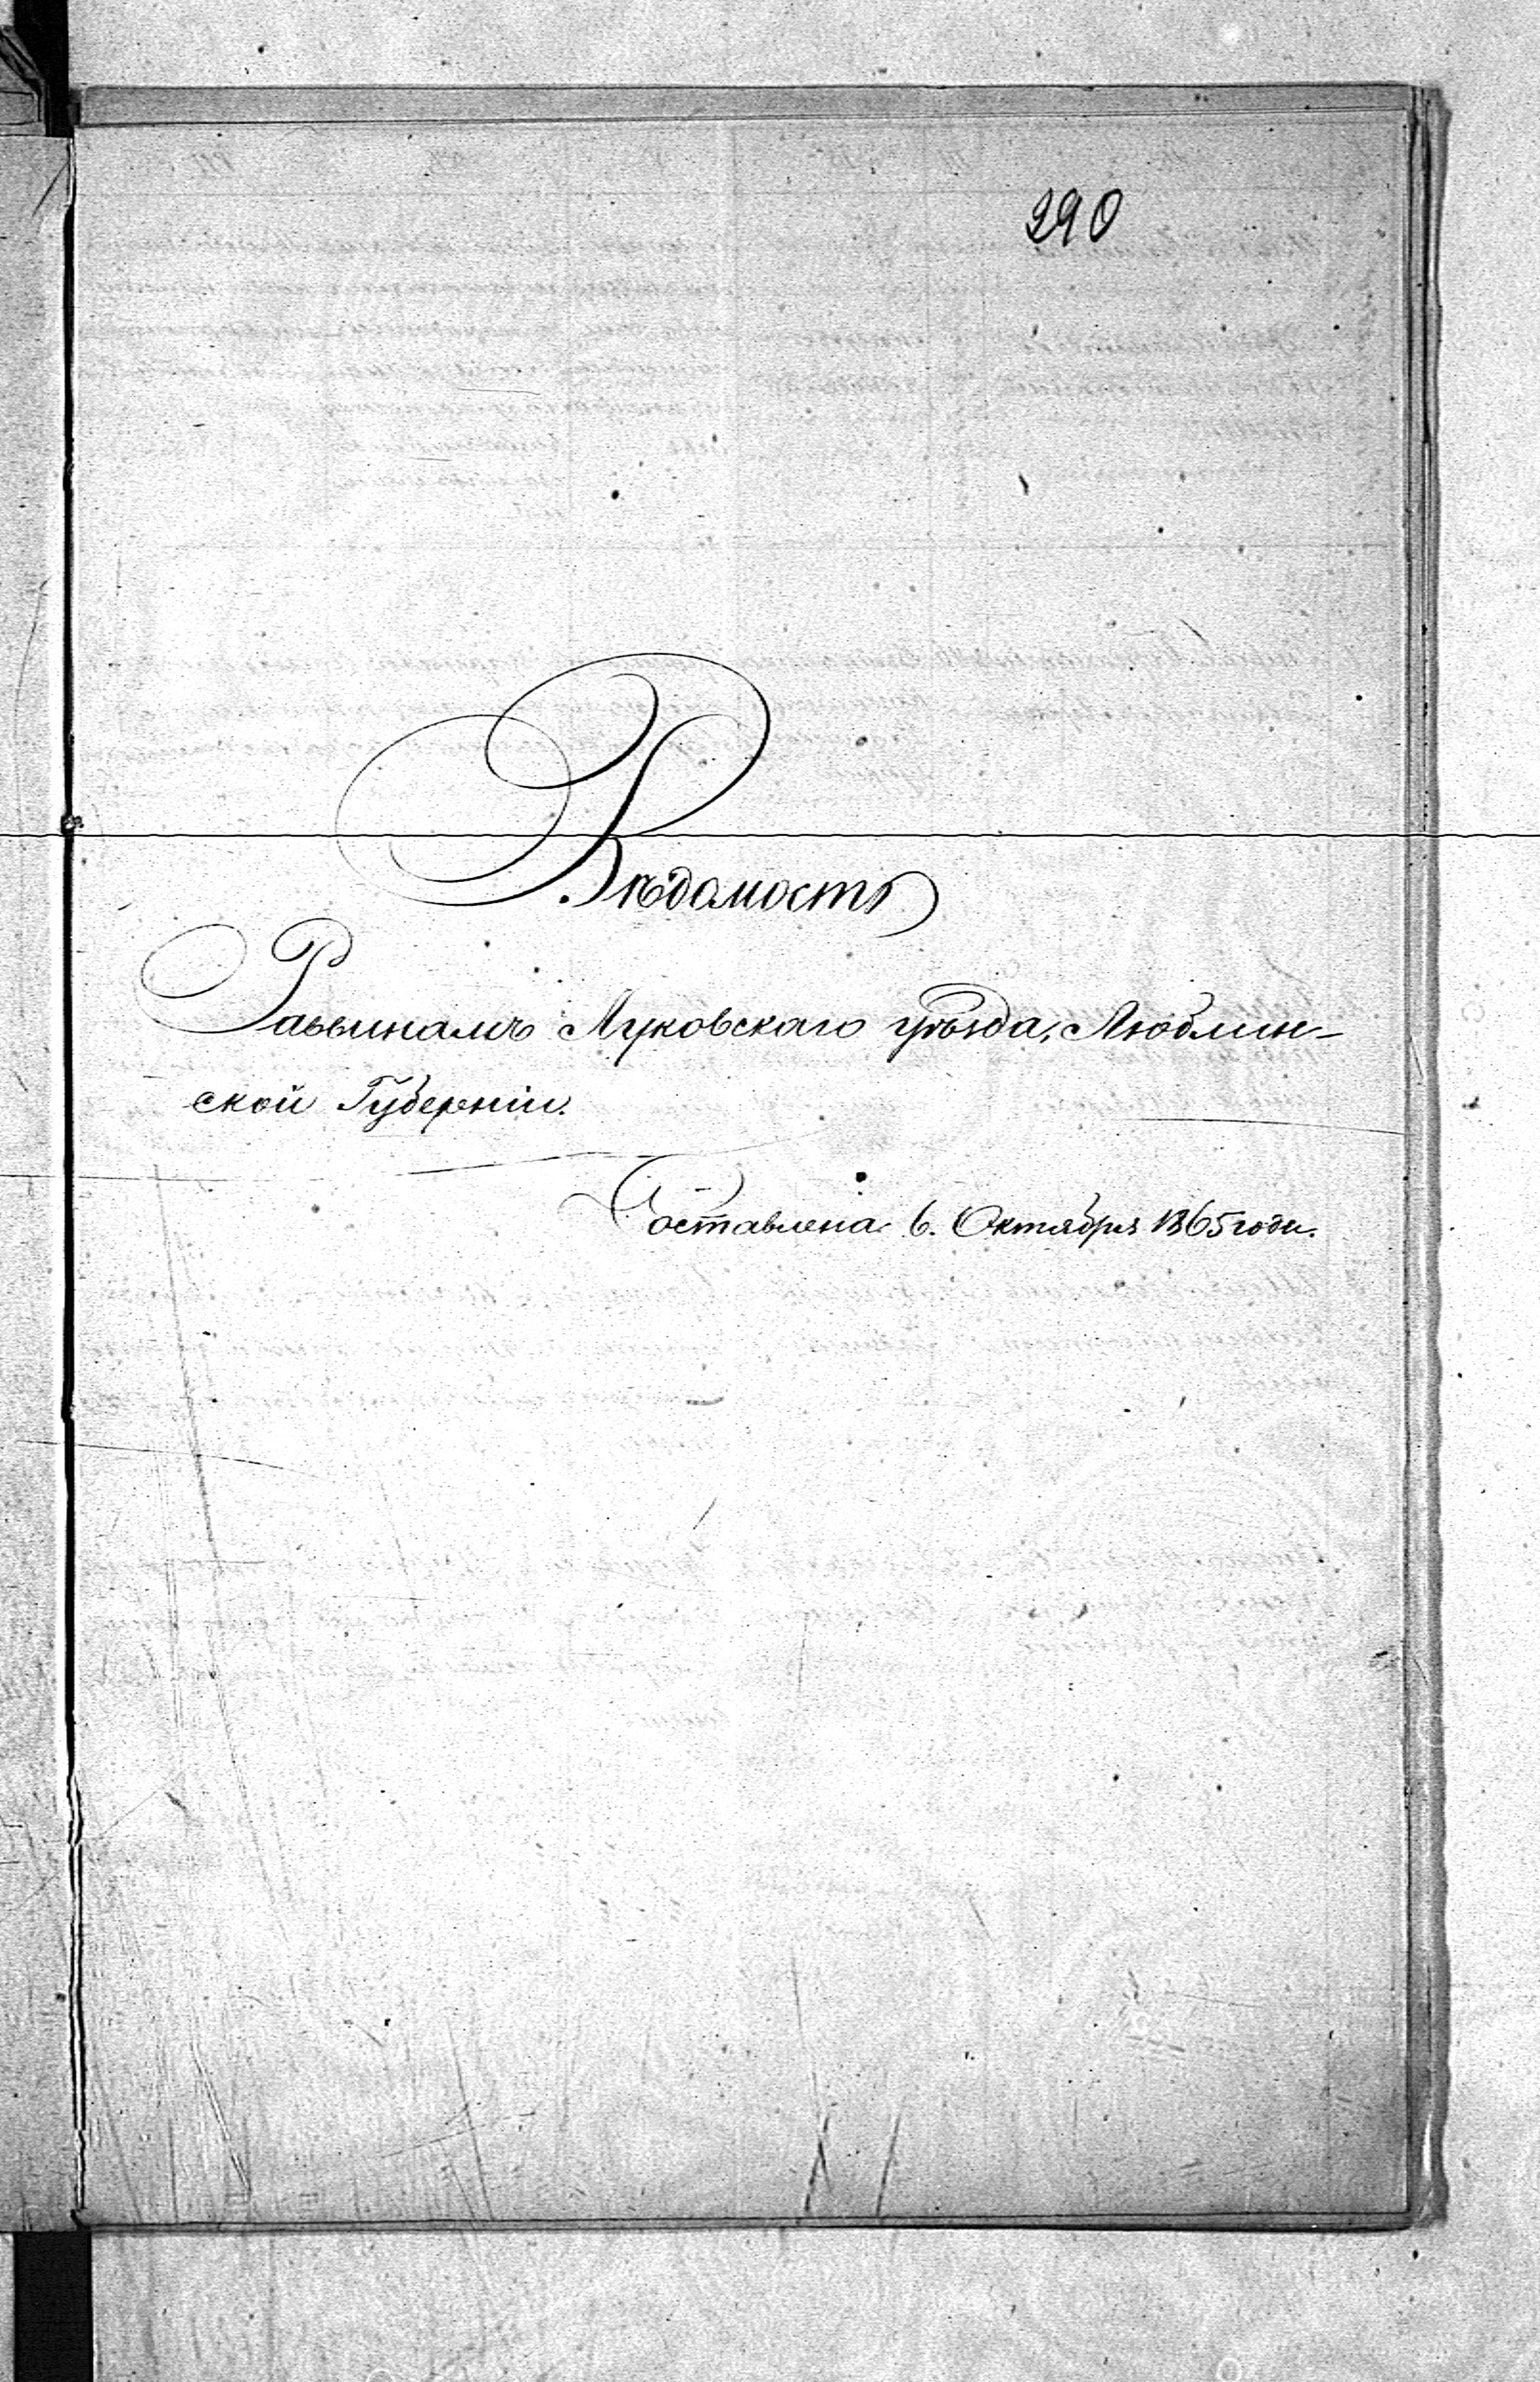 290
Вѣдомость
Раввинамъ Луковскаго уѣзда, Люблин-
ской Губерніи.
Составлена 6. Октября 1865 года.